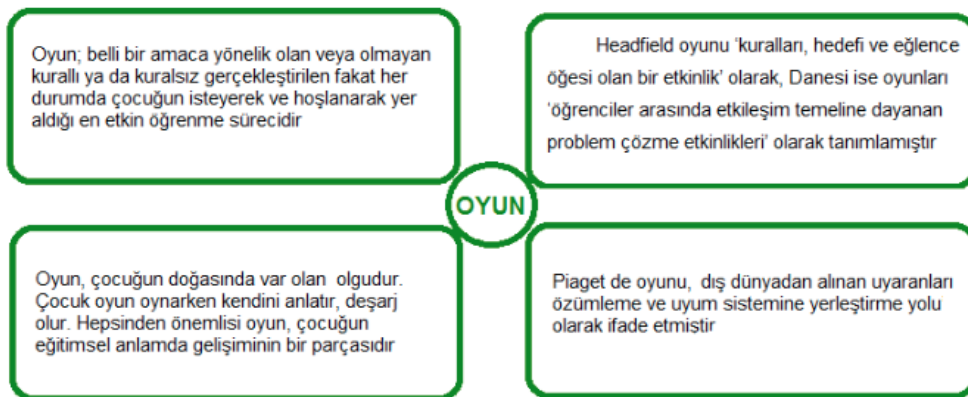 Oyun; belli bir amaca yönelik olan veya olmayan
kurallı ya da kuralsız gerçekleştirilen fakat her
durumda çocuğun isteyerek ve hoşlanarak yer
aldığı en etkin öğrenme sürecidir
Headfield oyunu ‘kuralları, hedefi ve eğlence
öğesi olan bir etkinlik’ olarak, Danesi ise oyunları
‘öğrenciler arasında etkileşim temeline dayanan
problem çözme etkinlikleri’ olarak tanımlamıştır
OYUN
Oyun, çocuğun doğasında var olan olgudur.
Çocuk oyun oynarken kendini anlatır, deşarj
olur. Hepsinden önemlisi oyun, çocuğun
eğitimsel anlamda gelişiminin bir parçasıdır
Piaget de oyunu, dış dünyadan alınan uyaranları
özümleme ve uyum sistemine yerleştirme yolu
olarak ifade etmiştir